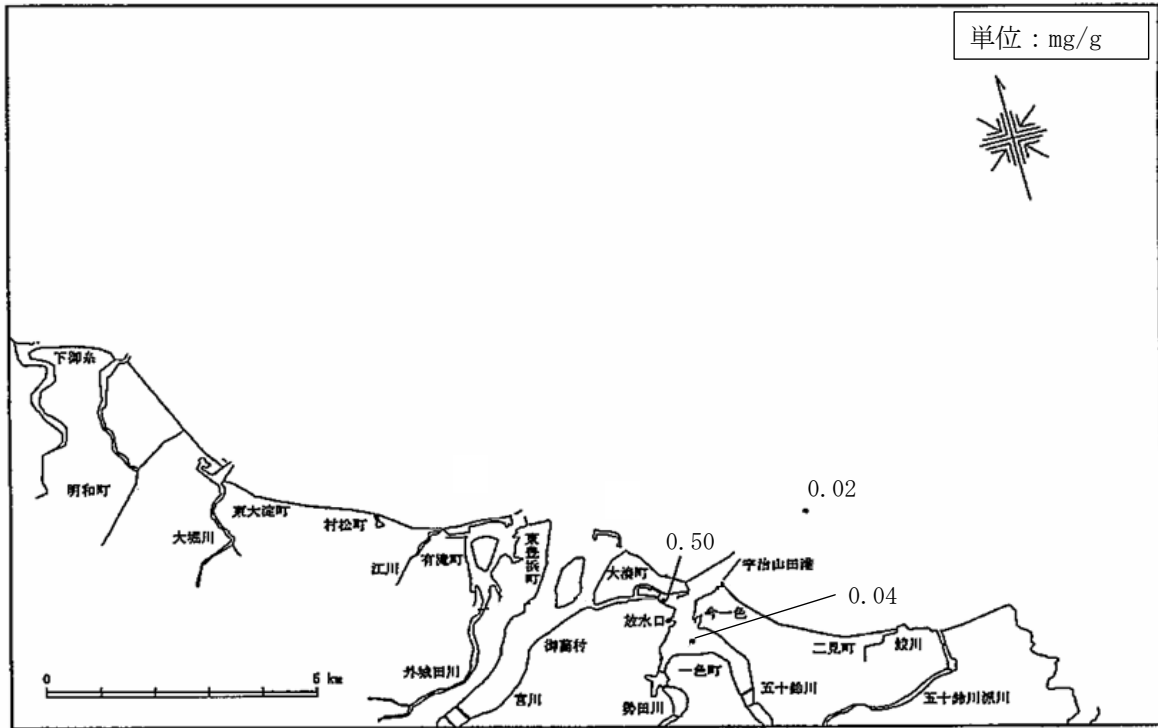 単位：mg/g
下御糸
明和町
大堀川
東大淀町
村松町
江川
有滝町
東豊浜町
外城田川
宮川
御薗村
大湊町
0.50
0.02
宇治山田港
0.04
放水口
今一色
一色町
勢田川
五十鈴川
二見町
鮫川
五十鈴川派川
0
6 km